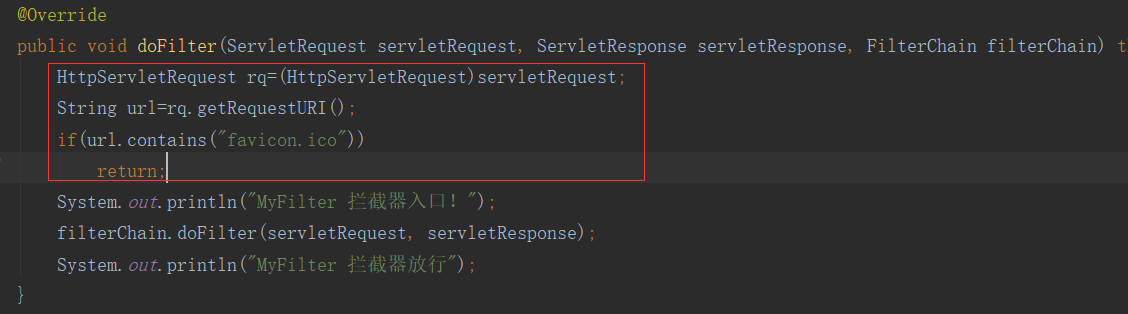 @Override
public void doFilter(ServletRequest servletRequest, ServletResponse servletResponse, FilterChain filterChain) t
HttpServletRequest rq=(HttpServletRequest)servletRequest;
String url=rq.getRequestURI();
if(url.contains("favicon.ico"))
return;
System.out.println("MyFilter 拦截器入口！");
filterChain.doFilter(servletRequest, servletResponse);
System.out.println("MyFilter 拦截器放行");
}